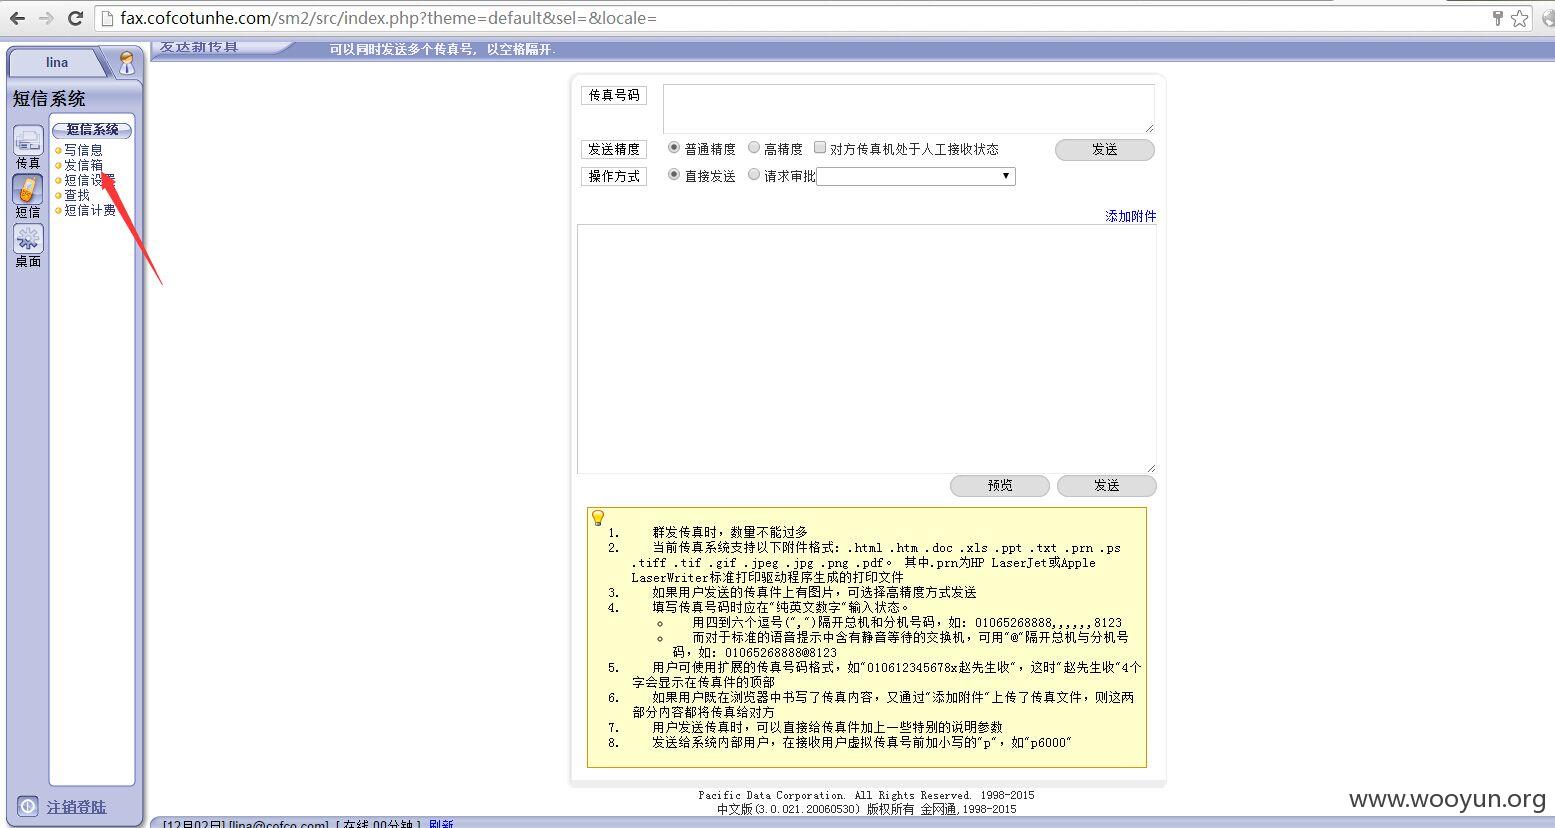 fax.cofcotunhe.com/sm2/src/index.php?theme=default&sel=&locale=
lina
发送新传真
可以同时发送多个传真号，以空格隔开.
短信系统
传真
短信
桌面
短信系统
写信息
发信箱
短信设置
查找
短信计费
注销登陆
传真号码
发送精度
普通精度
高精度
对方传真机处于人工接收状态
发送
操作方式
直接发送
请求审批
添加附件
预览
发送
1. 群发传真时，数量不能过多
2. 当前传真系统支持以下附件格式：.html .htm .doc .xls .ppt .txt .prn .ps
.tiff .tif .gif .jpeg .jpg .png .pdf。 其中.prn为HP LaserJet或Apple
LaserWriter标准打印驱动程序生成的打印文件
3. 如果用户发送的传真件上有图片，可选择高精度方式发送
4. 填写传真号码时应在"纯英文数字"输入状态。
用四到六个逗号(",")隔开总机和分机号码，如：01065268888,,,,,,8123
而对于标准的语音提示中含有静音等待的交换机，可用"@"隔开总机与分机号
码，如：01065268888@8123
5. 用户可使用扩展的传真号码格式，如"010612345678x赵先生收"，这时"赵先生收"4个
字会显示在传真件的顶部
6. 如果用户既在浏览器中书写了传真内容，又通过"添加附件"上传了传真文件，则这两
部分内容都将传真给对方
7. 用户发送传真时，可以直接给传真件加上一些特别的说明参数
8. 发送给系统内部用户，在接收用户虚拟传真号前加小写的"p"，如"p6000"
Pacific Data Corporation. All Rights Reserved. 1998-2015
中文版(3.0.021.20060530) 版权所有 金网通,1998-2015
[12月02日] [lina@cofco.com] [ 在线 00分钟 ] 刷新
www.wooyun.org